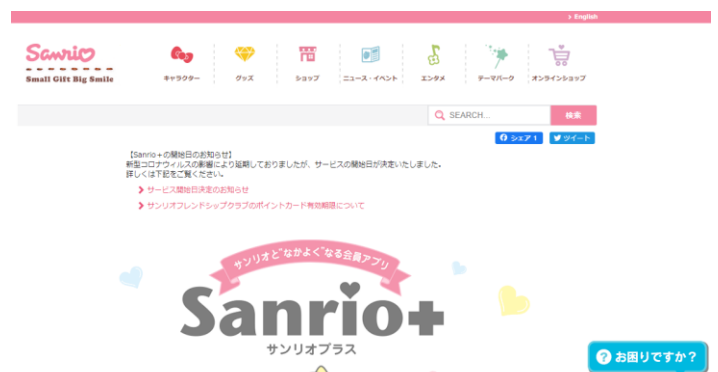 > English
Sanrio
Small Gift Big Smile
キャラクター
グッズ
ショップ
ニュース・イベント
エンタメ
テーマパーク
オンラインショップ
SEARCH...
検索
シェア 1
ツイート
【Sanrio+の開始日のお知らせ】
新型コロナウィルスの影響により延期しておりましたが、サービスの開始日が決定いたしました。
詳しくは下記をご覧ください。
サービス開始日決定のお知らせ
サンリオフレンドシップクラブのポイントカード有効期限について
サンリオと"なかよく"なる会員アプリ
Sanrio+
サンリオプラス
? お困りですか？